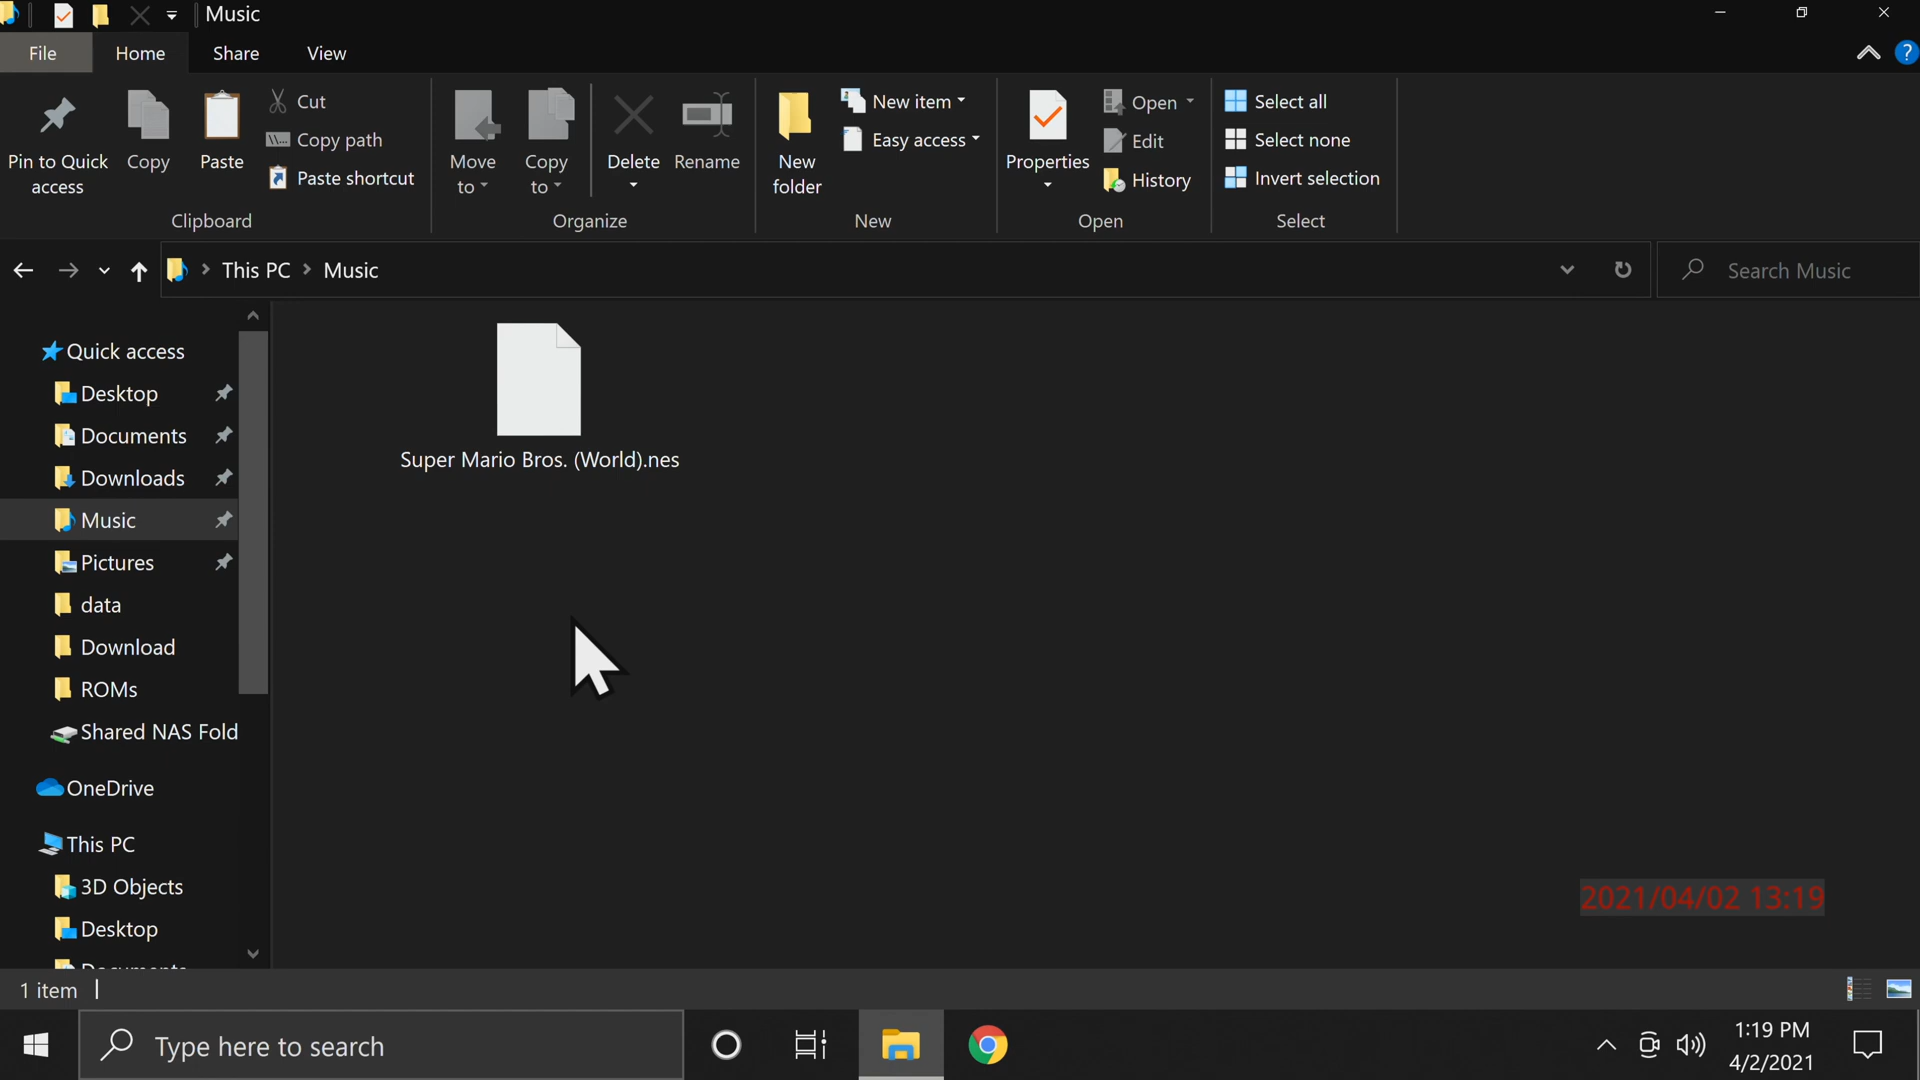 Music
File Home Share View
Pin to Quick access
Copy
Paste
Cut
Copy path
Paste shortcut
Clipboard
Move to
Copy to
Delete
Rename
Organize
New folder
New item
Easy access
New
Properties
Open
Edit
History
Open
Select all
Select none
Invert selection
Select
This PC Music
Search Music
Quick access
Desktop
Documents
Downloads
Music
Pictures
data
Download
ROMs
Shared NAS Fold
OneDrive
This PC
3D Objects
Desktop
Documents
Super Mario Bros. (World).nes
2021/04/02 13:19
1 item
Type here to search
1:19 PM
4/2/2021